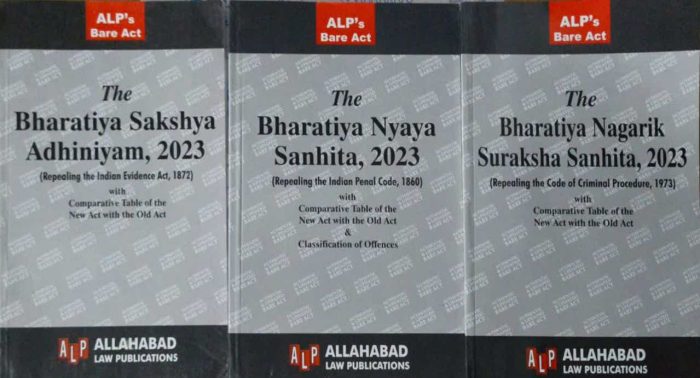 ALP's
Bare Act
The
Bharatiya Sakshya
Adhiniyam, 2023
(Repealing the Indian Evidence Act, 1872)
with
Comparative Table of the
New Act with the Old Act
ALP ALLAHABAD
LAW PUBLICATIONS
ALP's
Bare Act
The
Bharatiya Nyaya
Sanhita, 2023
(Repealing the Indian Penal Code, 1860)
with
Comparative Table of the
New Act with the Old Act
&
Classification of Offences
ALP ALLAHABAD
LAW PUBLICATIONS
ALP's
Bare Act
The
Bharatiya Nagarik
Suraksha Sanhita, 2023
(Repealing the Code of Criminal Procedure, 1973)
with
Comparative Table of the
New Act with the Old Act
ALP ALLAHABAD
LAW PUBLICATIONS